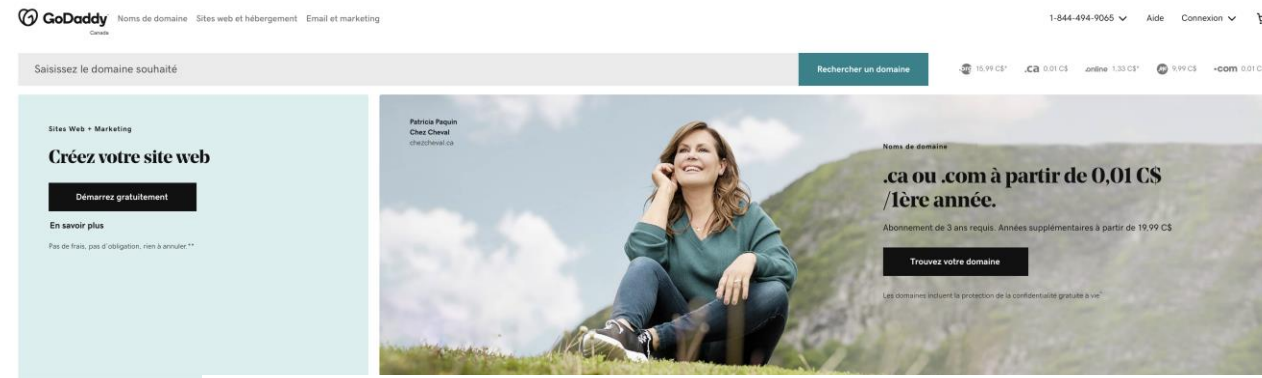 GoDaddy
Canada
Noms de domaine Sites web et hébergement Email et marketing
1-844-494-9065 Aide Connexion
Saisissez le domaine souhaité
Rechercher un domaine
15,99 C$* .ca 0,01 C$ .online 1,33 C$* 9,99 C$ .com 0,01 C
Sites Web + Marketing
Créez votre site web
Démarrez gratuitement
En savoir plus
Pas de frais, pas d'obligation, rien à annuler.**
Patricia Paquin
Chez Cheval
chezcheval.ca
Noms de domaine
.ca ou .com à partir de 0,01 C$
/1ère année.
Abonnement de 3 ans requis. Années supplémentaires à partir de 19,99 C$
Trouvez votre domaine
Les domaines incluent la protection de la confidentialité gratuite à vie